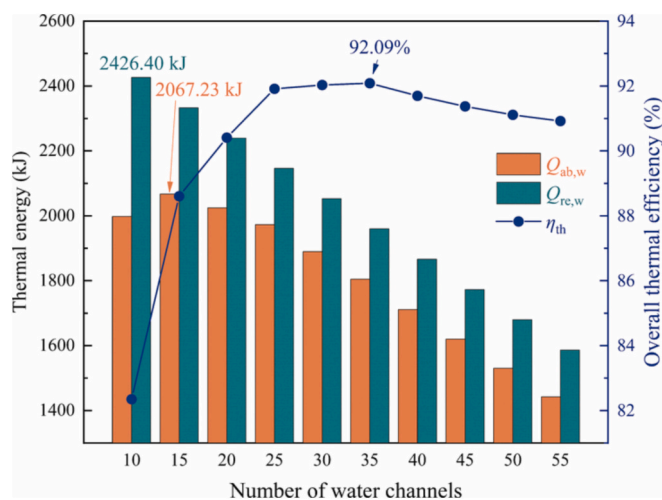 2600
2400
2200
2000
1800
1600
1400
Thermal energy (kJ)
2426.40 kJ
2067.23 kJ
92.09%
Q_ab,w
Q_re,w
η_th
94
92
90
88
86
84
82
Overall thermal efficiency (%)
10 15 20 25 30 35 40 45 50 55
Number of water channels